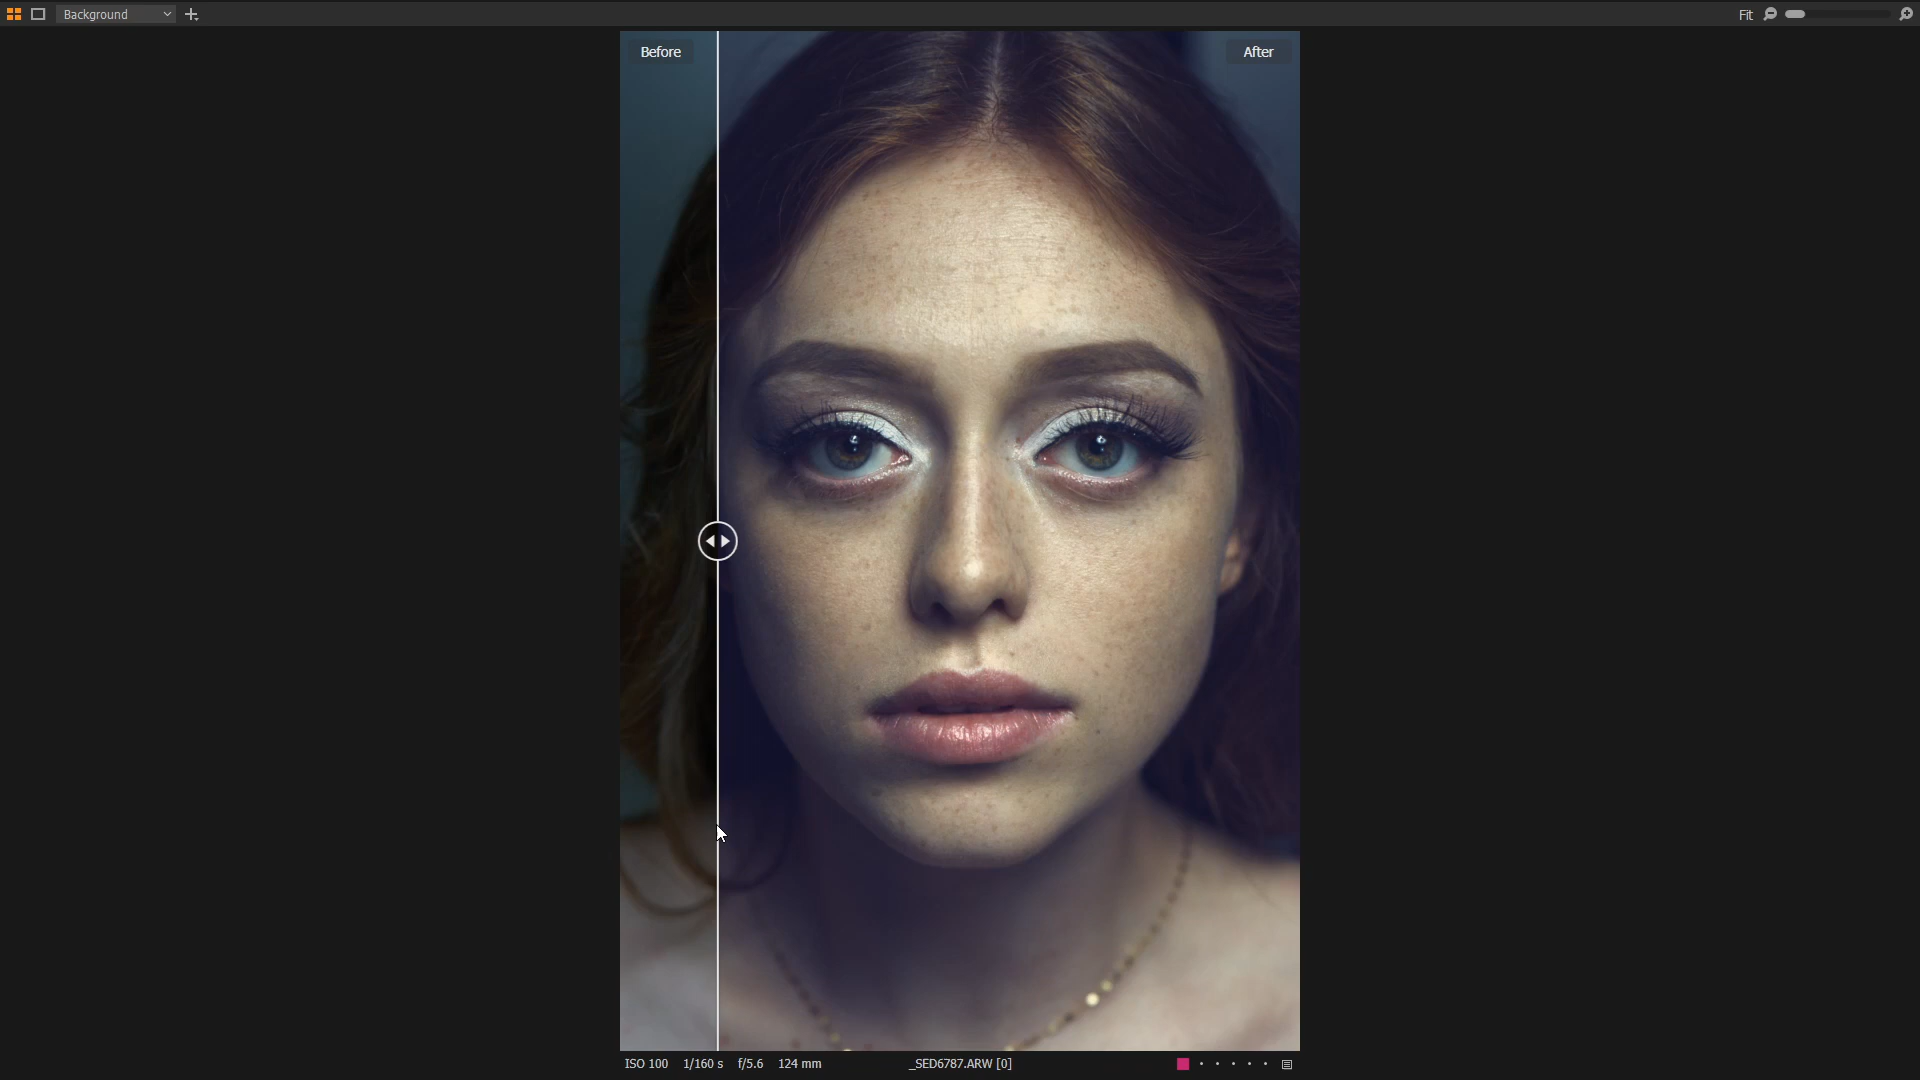 Background
Fit
Before
After
ISO 100 1/160 s f/5.6 124 mm _SED6787.ARW [0]